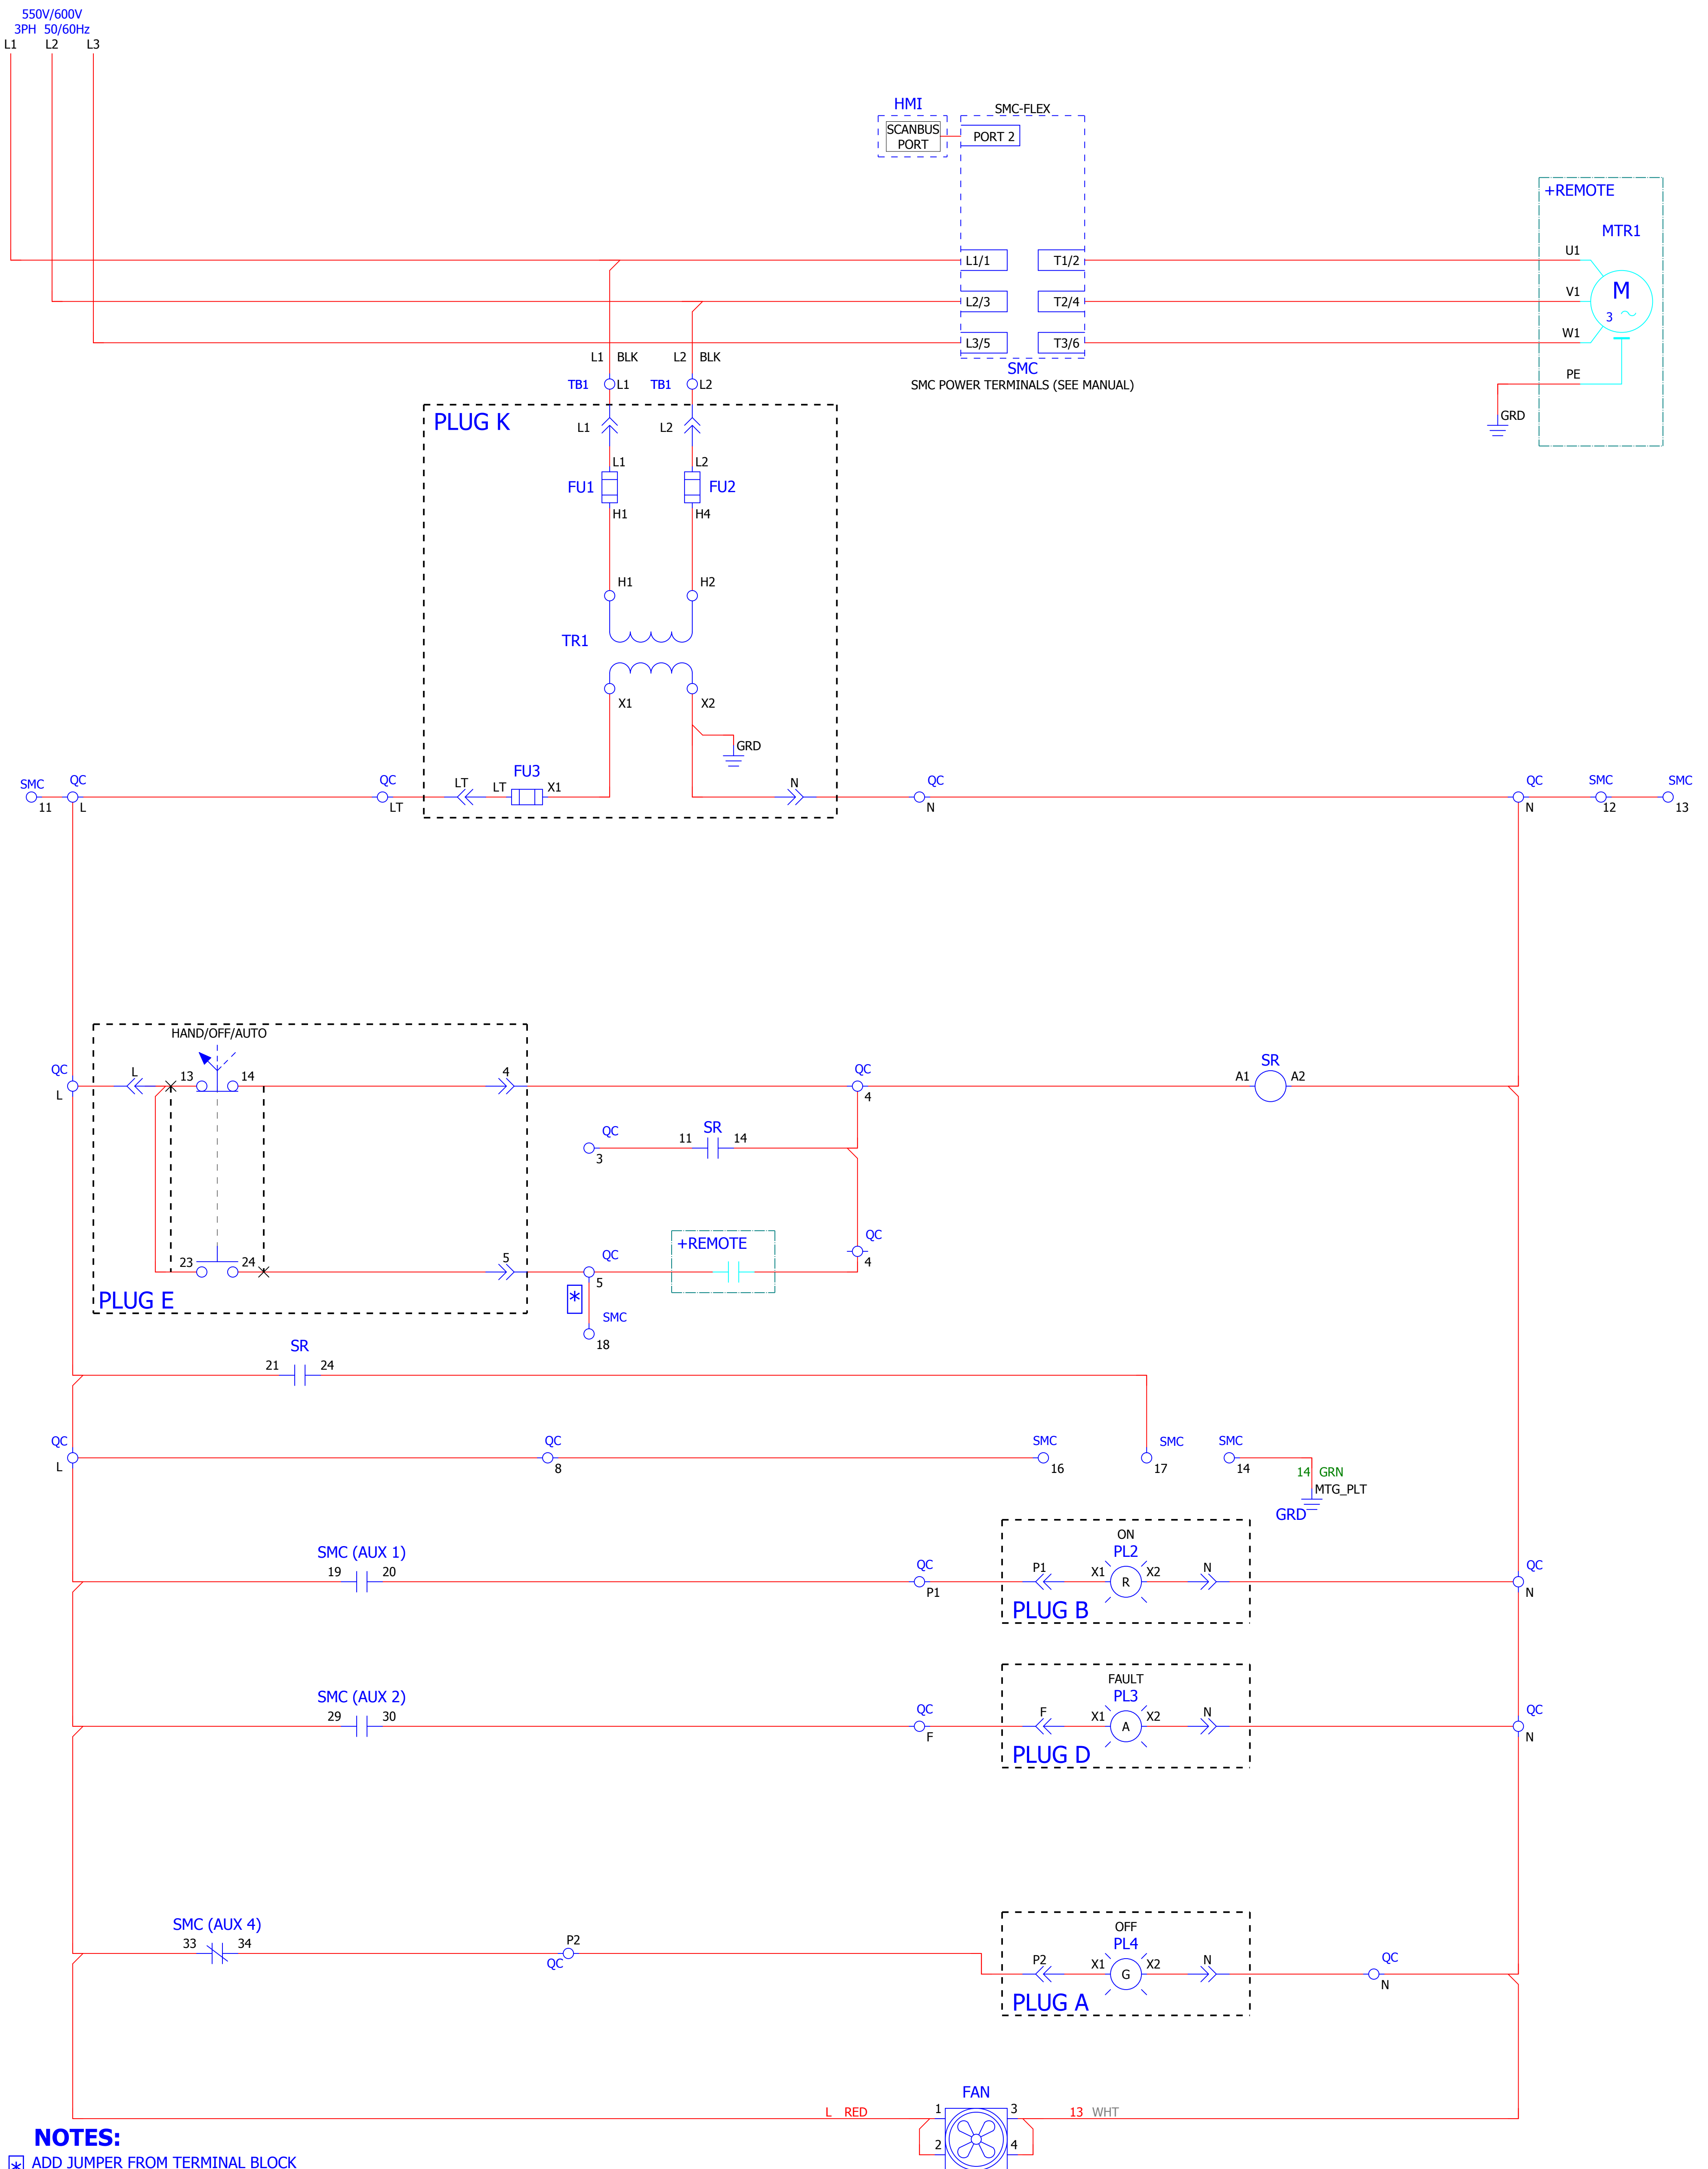 550V/600V
3PH 50/60Hz
L1 L2 L3
HMI
SMC-FLEX
SCANBUS
PORT
PORT 2
+REMOTE
MTR1
L1/1 T1/2 U1
L2/3 T2/4 V1
M
3
L3/5 T3/6 W1
SMC
SMC POWER TERMINALS (SEE MANUAL)
PE
GRD
L1 BLK L2 BLK
TB1 L1 TB1 L2
PLUG K
L1 L2
L1 L2
FU1 FU2
H1 H4
H1 H2
TR1
X1 X2
GRD
SMC QC QC LT LT FU3 X1 N QC QC SMC SMC
11 L LT N N 12 13
HAND/OFF/AUTO
QC L 13 14 4 QC A1 SR A2
L 4
QC 11 SR 14
3
23 24 5 QC +REMOTE QC
5 4
PLUG E
*
SMC
18
SR
21 24
QC QC SMC SMC SMC
L 8 16 17 14
14 GRN
MTG_PLT
GRD
ON
SMC (AUX 1) PL2
19 20 QC P1 X1 R X2 N QC
P1 N
PLUG B
FAULT
SMC (AUX 2) PL3
29 30 QC F X1 A X2 N QC
F N
PLUG D
OFF
SMC (AUX 4) PL4
33 34 P2 P2 X1 G X2 N QC
QC N
PLUG A
FAN
L RED 1 3 13 WHT
2 4
NOTES:
* ADD JUMPER FROM TERMINAL BLOCK